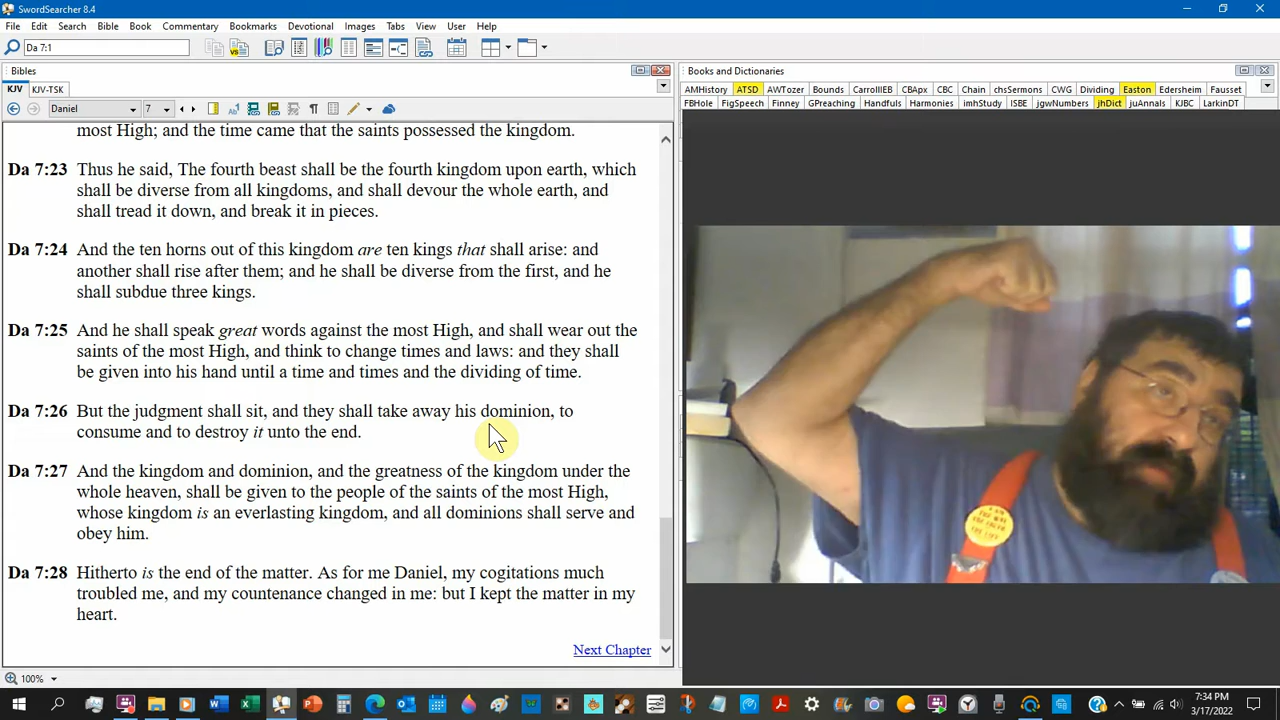 SwordSearcher 8.4
File Edit Search Bible Book Commentary Bookmarks Devotional Images Tabs View User Help
Da 7:1
Bibles
KJV KJV-TSK
Daniel 7
most High; and the time came that the saints possessed the kingdom.
Da 7:23 Thus he said, The fourth beast shall be the fourth kingdom upon earth, which
shall be diverse from all kingdoms, and shall devour the whole earth, and
shall tread it down, and break it in pieces.
Da 7:24 And the ten horns out of this kingdom are ten kings that shall arise: and
another shall rise after them; and he shall be diverse from the first, and he
shall subdue three kings.
Da 7:25 And he shall speak great words against the most High, and shall wear out the
saints of the most High, and think to change times and laws: and they shall
be given into his hand until a time and times and the dividing of time.
Da 7:26 But the judgment shall sit, and they shall take away his dominion, to
consume and to destroy it unto the end.
Da 7:27 And the kingdom and dominion, and the greatness of the kingdom under the
whole heaven, shall be given to the people of the saints of the most High,
whose kingdom is an everlasting kingdom, and all dominions shall serve and
obey him.
Da 7:28 Hitherto is the end of the matter. As for me Daniel, my cogitations much
troubled me, and my countenance changed in me: but I kept the matter in my
heart.
Next Chapter
100%
Books and Dictionaries
AMHistory ATSD AWTozer Bounds CarrollIEB CBApx CBC Chain chsSermons CWG Dividing Easton Edersheim Fausset
FBHole FigSpeech Finney GPreaching Handfuls Harmonies imhStudy ISBE jgwNumbers jhDict juAnnals KJBC LarkinDT
7:34 PM
3/17/2022